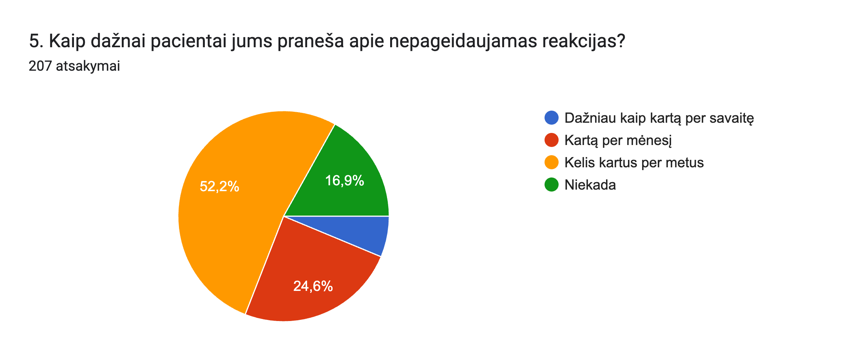 5. Kaip dažnai pacientai jums praneša apie nepageidaujamas reakcijas?
207 atsakymai
Dažniau kaip kartą per savaitę
Kartą per mėnesį
Kelis kartus per metus
Niekada
52,2%
16,9%
24,6%